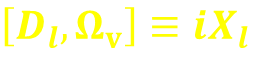 [D_l, Ω_v] ≡ iX_l